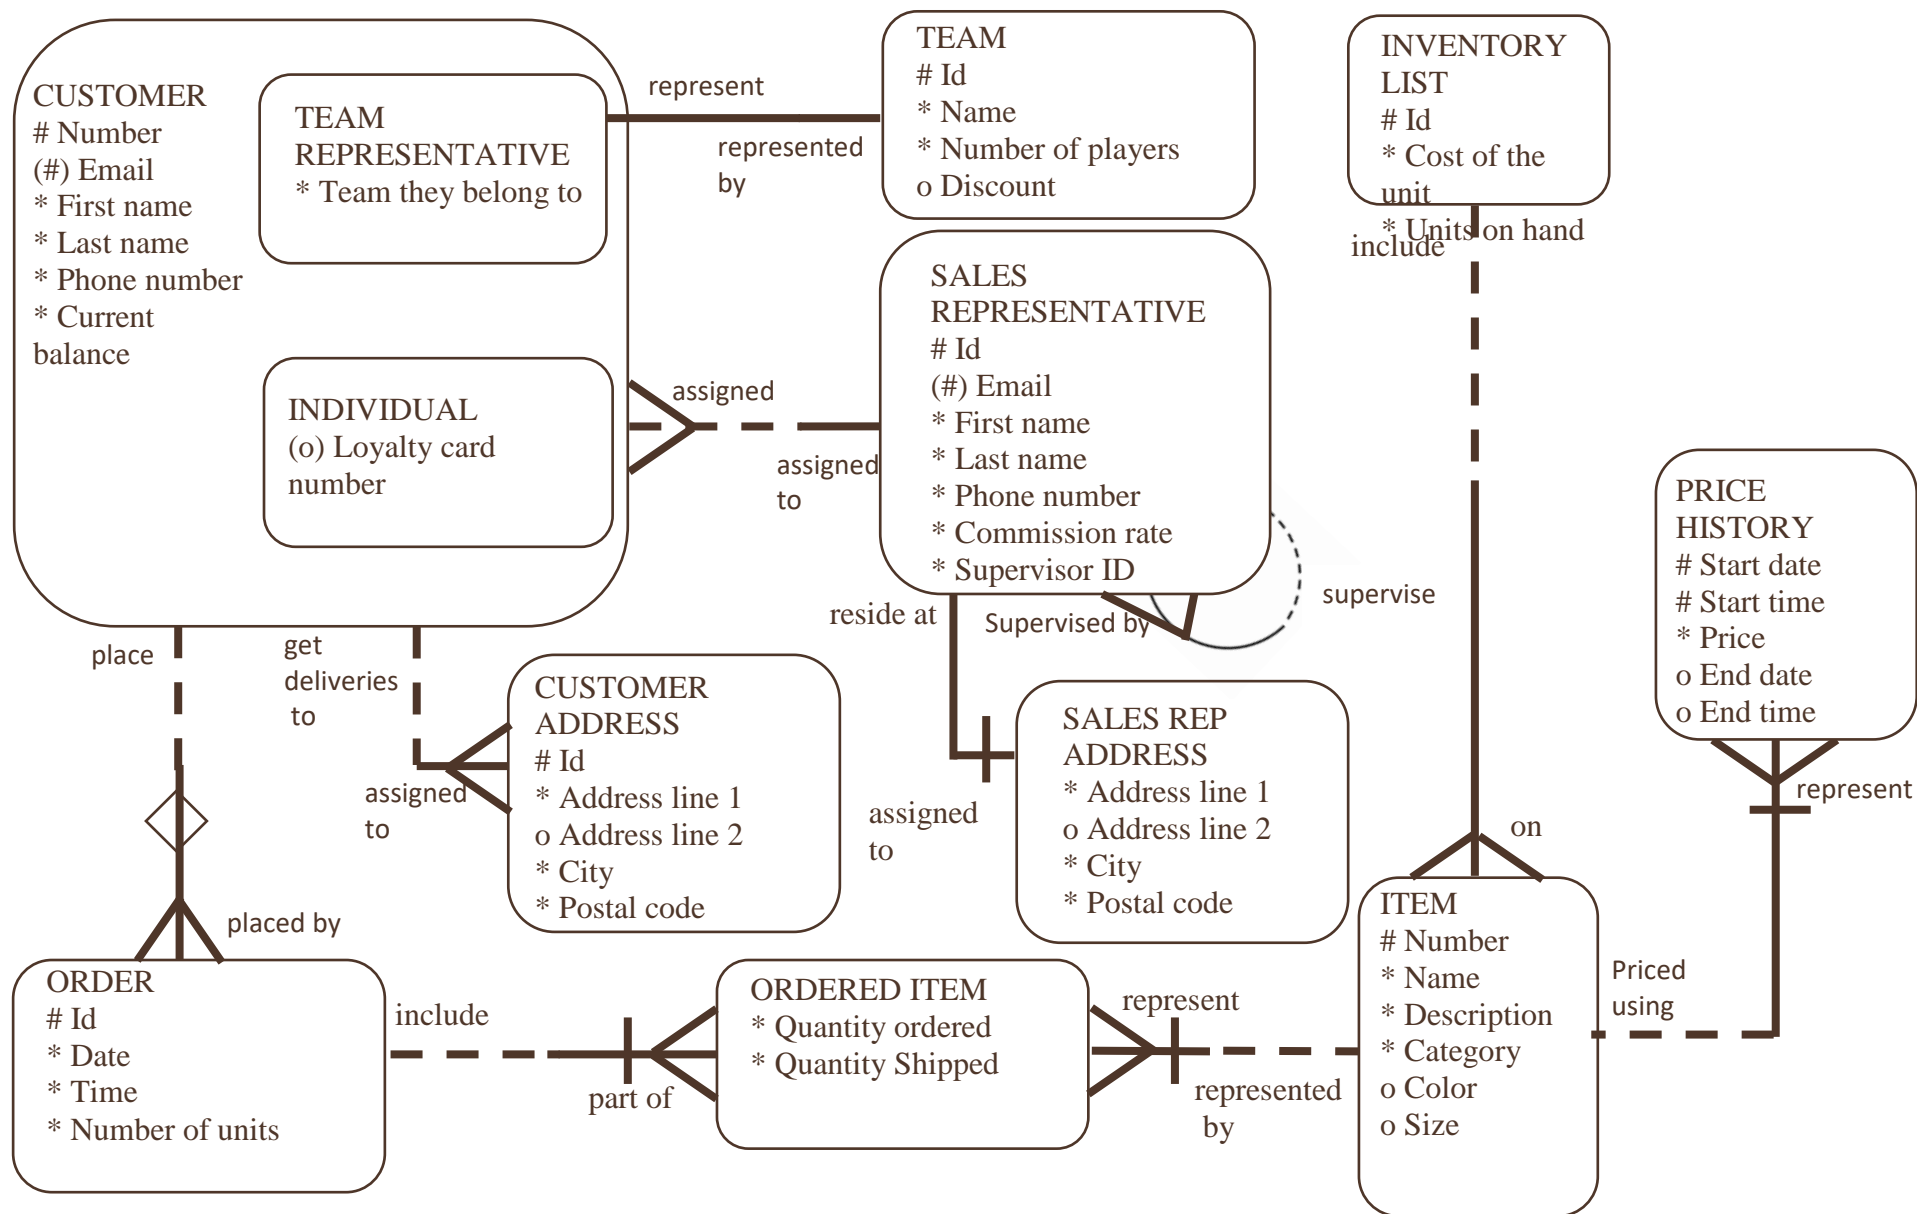 CUSTOMER
# Number
(#) Email
* First name
* Last name
* Phone number
* Current
balance
TEAM
REPRESENTATIVE
* Team they belong to
INDIVIDUAL
(o) Loyalty card
number
represent
represented
by
TEAM
# Id
* Name
* Number of players
o Discount
INVENTORY
LIST
# Id
* Cost of the
unit
* Units on hand
include
assigned
assigned
to
SALES
REPRESENTATIVE
# Id
(#) Email
* First name
* Last name
* Phone number
* Commission rate
* Supervisor ID
supervise
Supervised by
reside at
PRICE
HISTORY
# Start date
# Start time
* Price
o End date
o End time
represent
place
get
deliveries
to
assigned
to
CUSTOMER
ADDRESS
# Id
* Address line 1
o Address line 2
* City
* Postal code
assigned
to
SALES REP
ADDRESS
* Address line 1
o Address line 2
* City
* Postal code
on
placed by
ORDER
# Id
* Date
* Time
* Number of units
include
part of
ORDERED ITEM
* Quantity ordered
* Quantity Shipped
represent
represented
by
ITEM
# Number
* Name
* Description
* Category
o Color
o Size
Priced
using